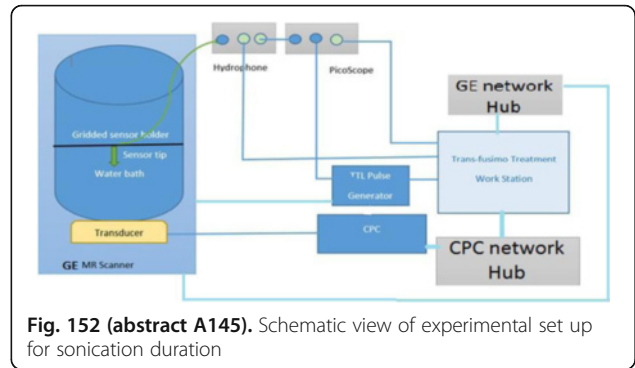 Hydrophone
PicoScope
GE network
Hub
Gridded sensor holder
Sensor tip
Water bath
Trans-fusimo Treatment
Work Station
TTL Pulse
Generator
Transducer
CPC
CPC network
Hub
GE MR Scanner
Fig. 152 (abstract A145). Schematic view of experimental set up
for sonication duration